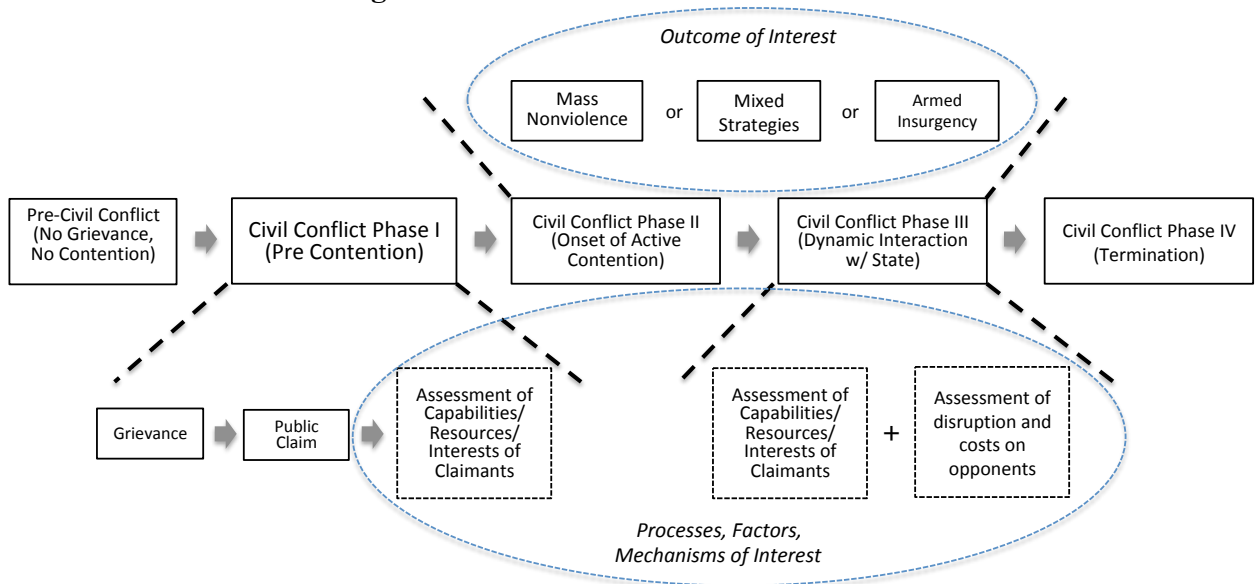 Outcome of Interest
Mass
Nonviolence
or
Mixed
Strategies
or
Armed
Insurgency
Pre-Civil Conflict
(No Grievance,
No Contention)
Civil Conflict Phase I
(Pre Contention)
Civil Conflict Phase II
(Onset of Active
Contention)
Civil Conflict Phase III
(Dynamic Interaction
w/ State)
Civil Conflict Phase IV
(Termination)
Grievance
Public
Claim
Assessment of
Capabilities/
Resources/
Interests of
Claimants
Assessment of
Capabilities/
Resources/
Interests of
Claimants
+
Assessment of
disruption and
costs on
opponents
Processes, Factors,
Mechanisms of Interest